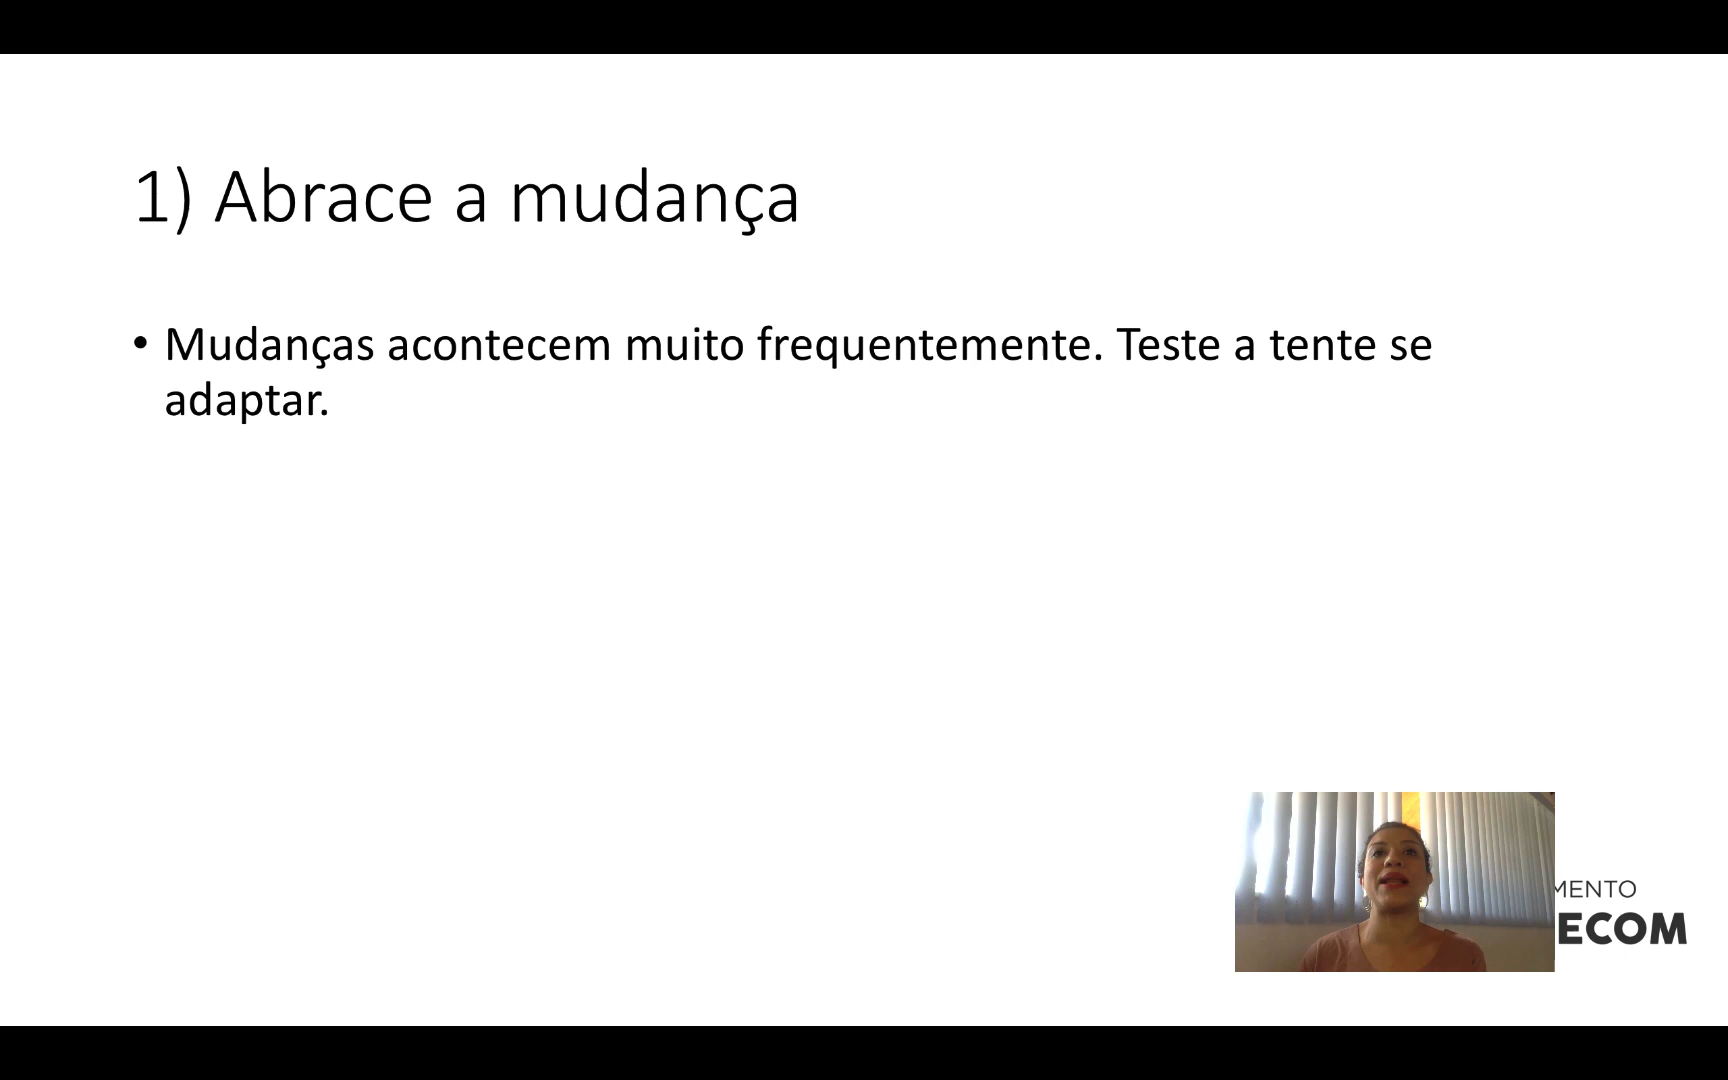 1) Abrace a mudança
• Mudanças acontecem muito frequentemente. Teste a tente se
adaptar.
MENTO
ECOM